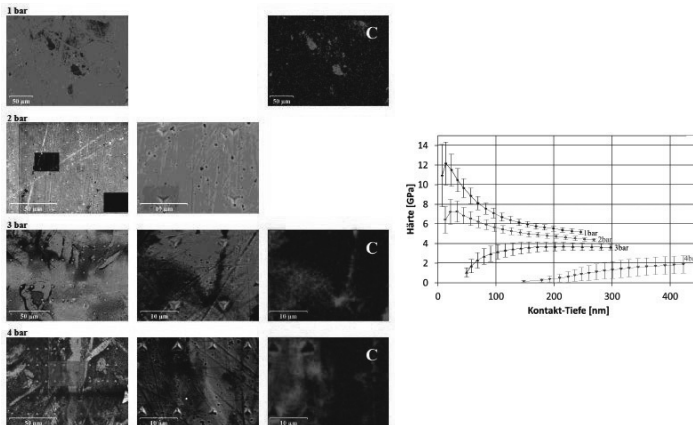 1 bar
50 µm
C
50 µm
2 bar
50 µm
3 bar
50 µm
10 µm
C
10 µm
4 bar
50 µm
10 µm
C
10 µm
Härte [GPa]
14
12
10
8
6
4
2
0
1bar
2bar
3bar
0
100
200
300
400
Kontakt-Tiefe [nm]